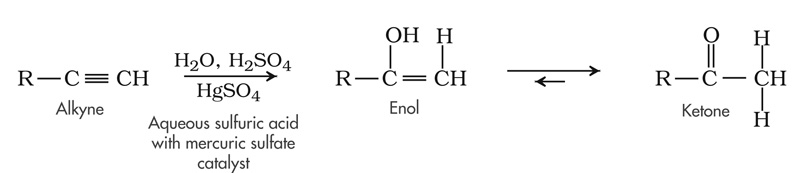 OH H
H₂O, H₂SO₄
R—C≡CH
HgSO₄
R—C=CH
O H
R—C—CH
H
Alkyne
Enol
Ketone
Aqueous sulfuric acid
with mercuric sulfate
catalyst